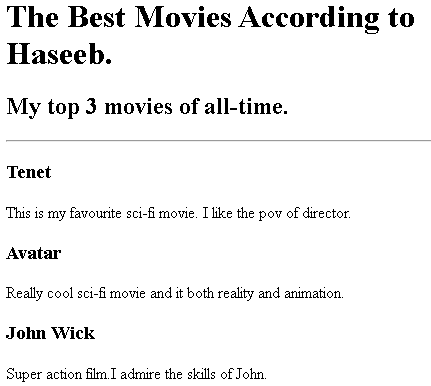 The Best Movies According to
Haseeb.
My top 3 movies of all-time.
Tenet
This is my favourite sci-fi movie. I like the pov of director.
Avatar
Really cool sci-fi movie and it both reality and animation.
John Wick
Super action film.I admire the skills of John.